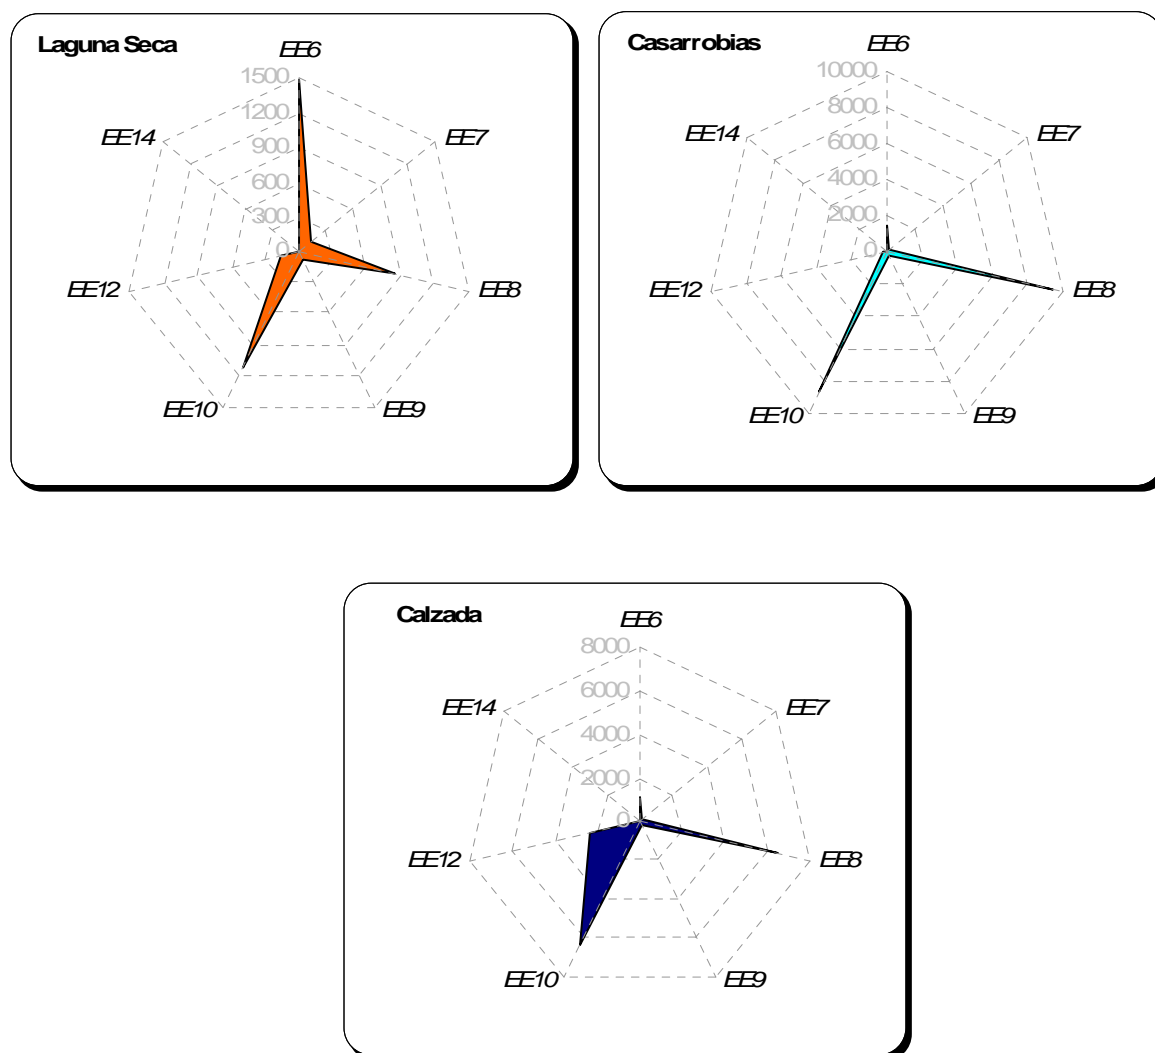 Laguna Seca
EE6
1500
1200
900
600
300
0
EE7
EE8
EE9
EE10
EE12
EE14
Casarrobias
EE6
10000
8000
6000
4000
2000
0
EE7
EE8
EE9
EE10
EE12
EE14
Calzada
EE6
8000
6000
4000
2000
0
EE7
EE8
EE9
EE10
EE12
EE14